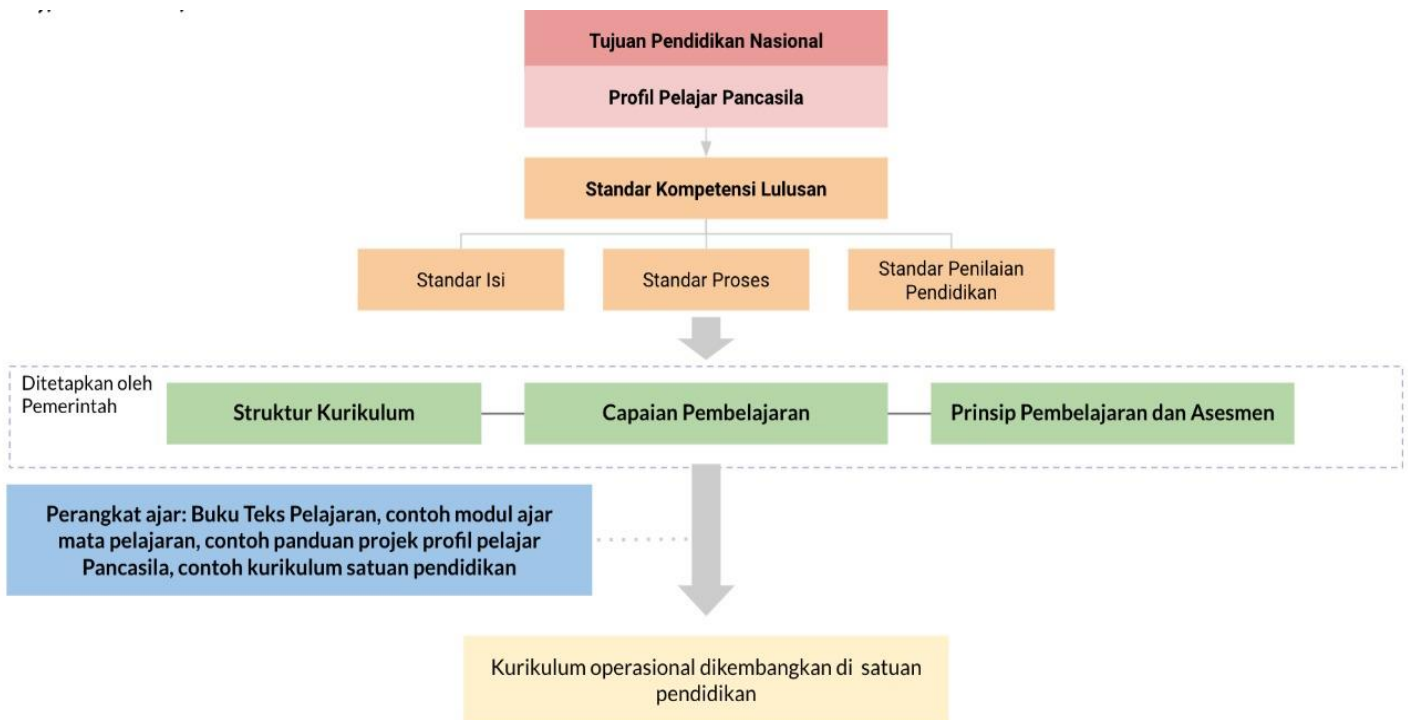 Tujuan Pendidikan Nasional
Profil Pelajar Pancasila
Standar Kompetensi Lulusan
Standar Isi
Standar Proses
Standar Penilaian
Pendidikan
Ditetapkan oleh
Pemerintah
Struktur Kurikulum
Capaian Pembelajaran
Prinsip Pembelajaran dan Asesmen
Perangkat ajar: Buku Teks Pelajaran, contoh modul ajar
mata pelajaran, contoh panduan projek profil pelajar
Pancasila, contoh kurikulum satuan pendidikan
Kurikulum operasional dikembangkan di satuan
pendidikan